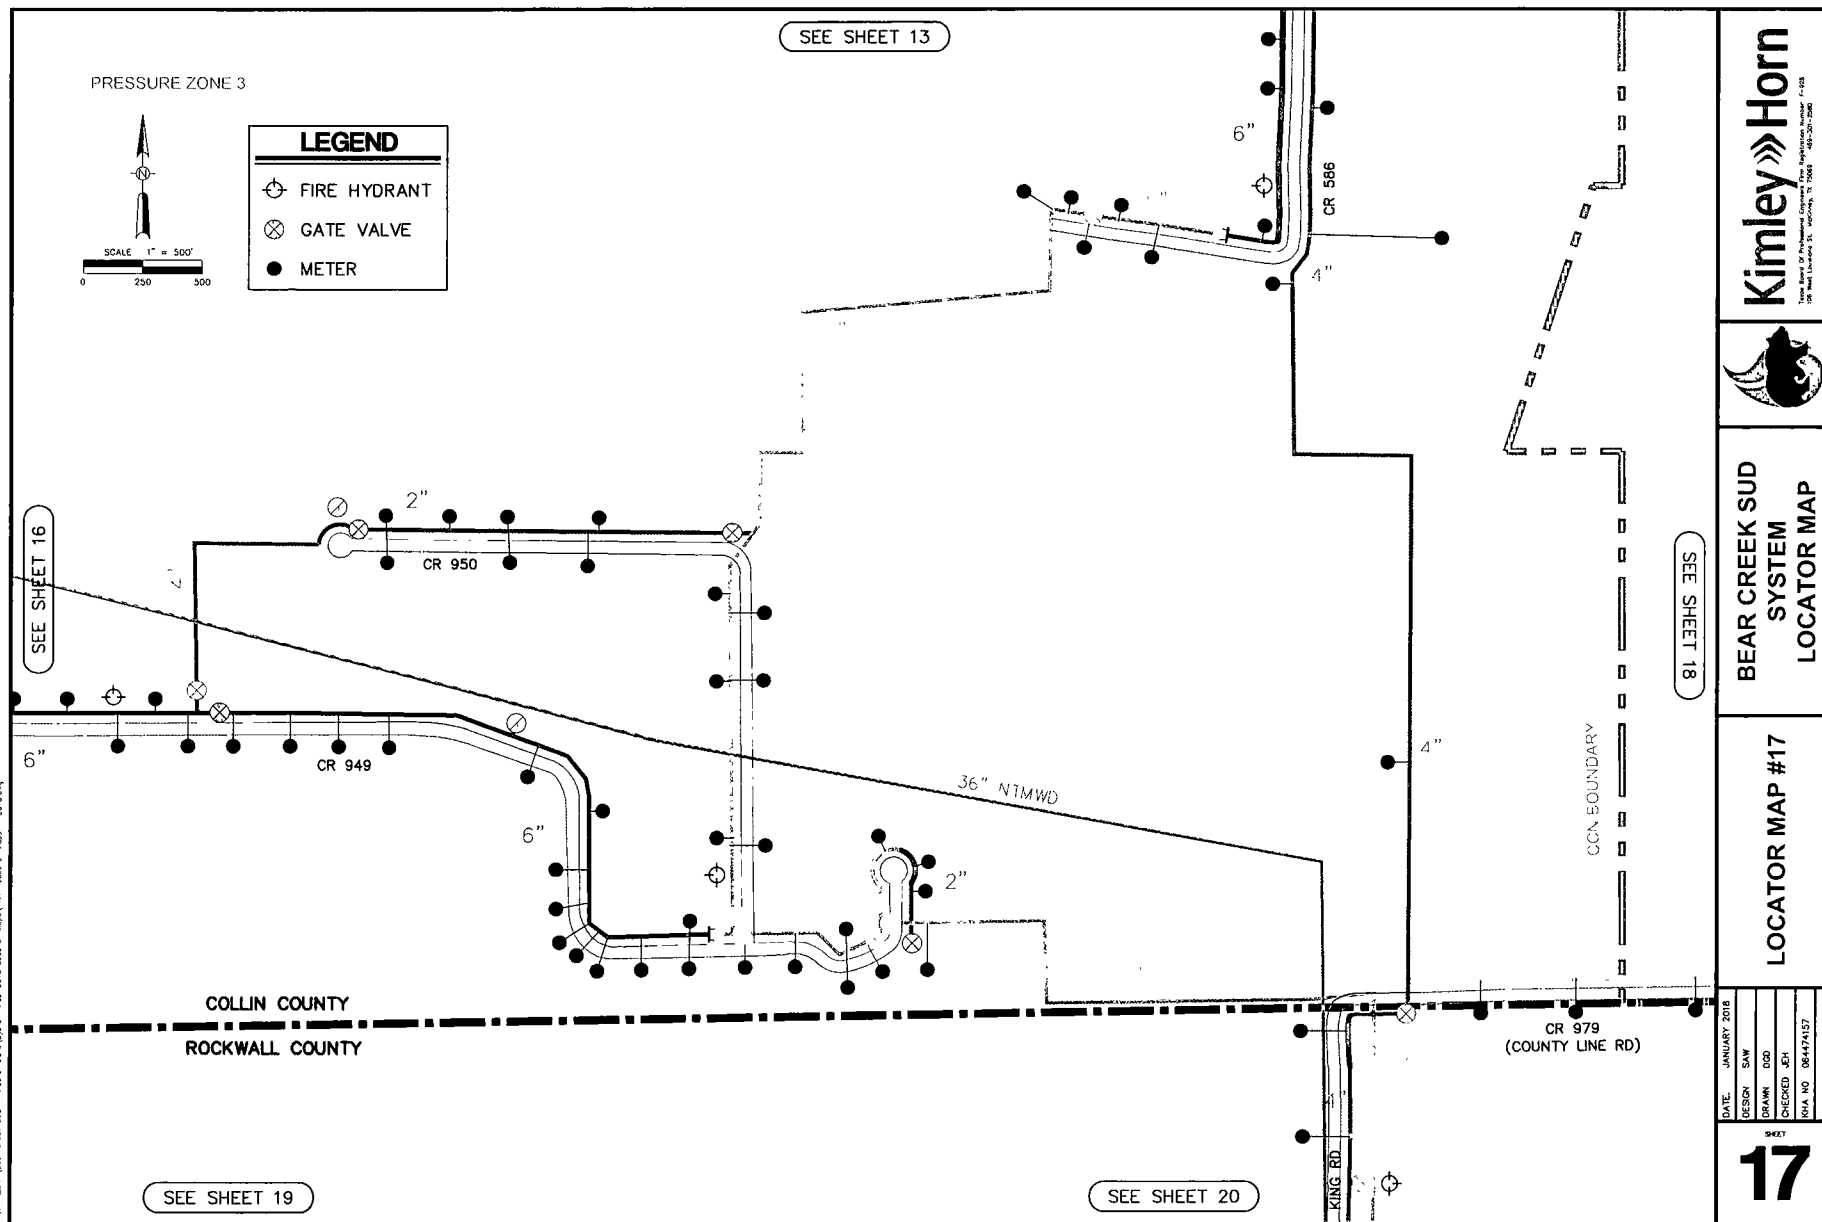 SEE SHEET 13
PRESSURE ZONE 3
N
SCALE 1" = 500'
0 250 500
LEGEND
FIRE HYDRANT
GATE VALVE
METER
6"
CR 586
4"
SEE SHEET 16
2"
CR 950
2"
6"
CR 949
6"
36" NTMWD
2"
4"
CCN BOUNDARY
SEE SHEET 18
COLLIN COUNTY
ROCKWALL COUNTY
CR 979
(COUNTY LINE RD)
4"
KING RD
SEE SHEET 19
SEE SHEET 20
Kimley»Horn
BEAR CREEK SUD
SYSTEM
LOCATOR MAP
LOCATOR MAP #17
DATE. JANUARY 2018
DESIGN SAW
DRAWN DGD
CHECKED JEH
KHA NO 064474157
SHEET
17